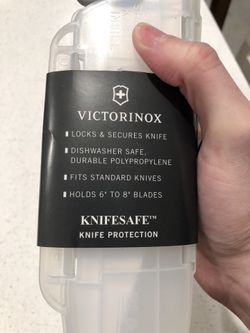 VICTORINOX
▪ LOCKS & SECURES KNIFE
▪ DISHWASHER SAFE,
DURABLE POLYPROPYLENE
▪ FITS STANDARD KNIVES
▪ HOLDS 6" TO 8" BLADES
KNIFESAFE™
KNIFE PROTECTION